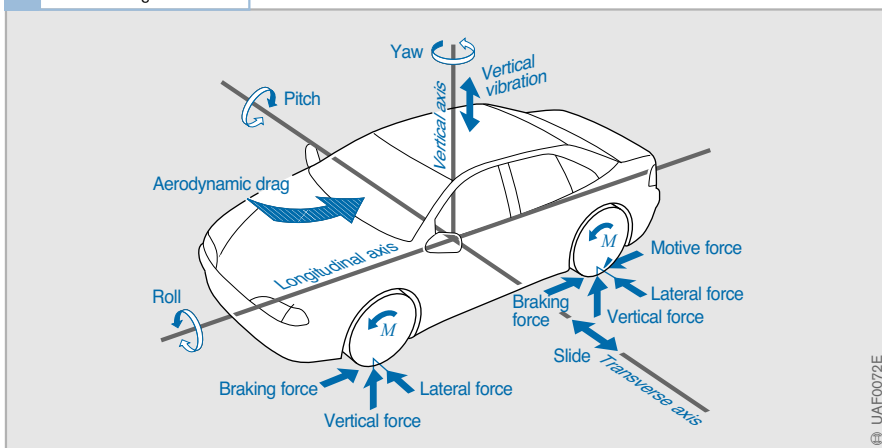 Yaw
Vertical
vibration
Vertical axis
Pitch
Aerodynamic drag
Longitudinal axis
M
Motive force
Roll
Lateral force
Braking
force
Vertical force
M
Slide
Transverse axis
Braking force
Lateral force
Vertical force
UAF0072E